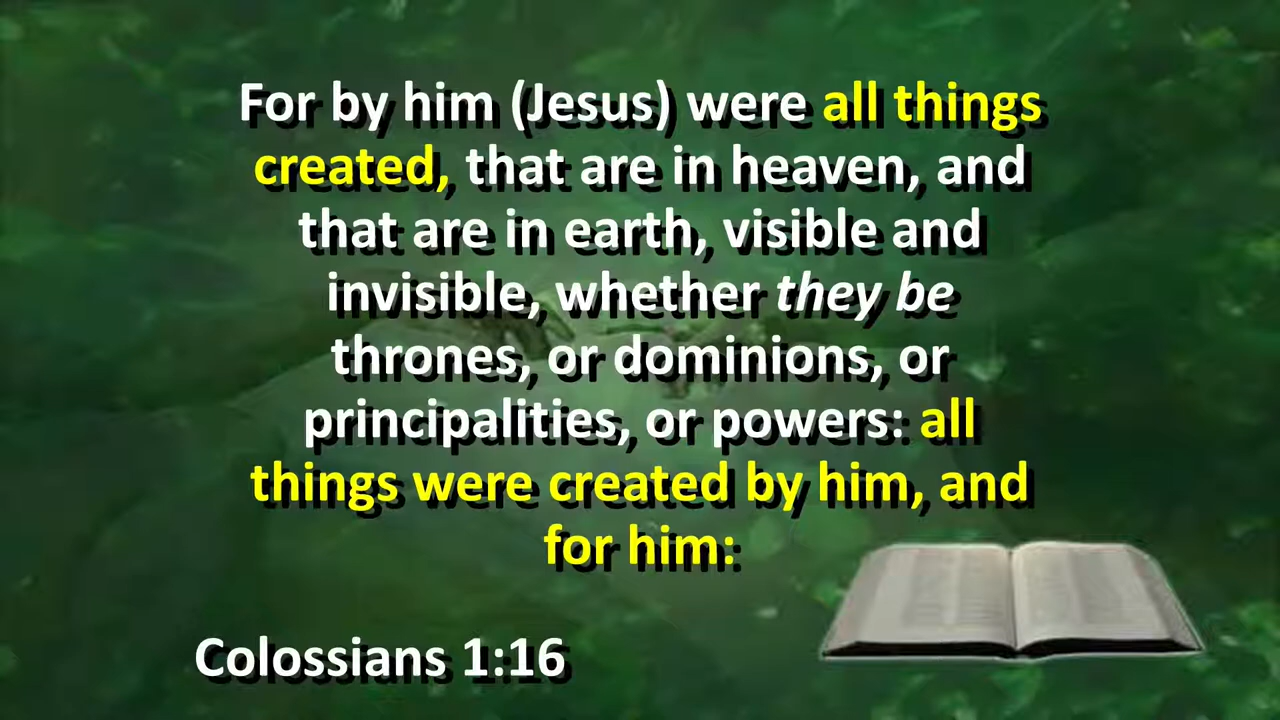 For by him (Jesus) were all things
created, that are in heaven, and
that are in earth, visible and
invisible, whether they be
thrones, or dominions, or
principalities, or powers: all
things were created by him, and
for him:
Colossians 1:16